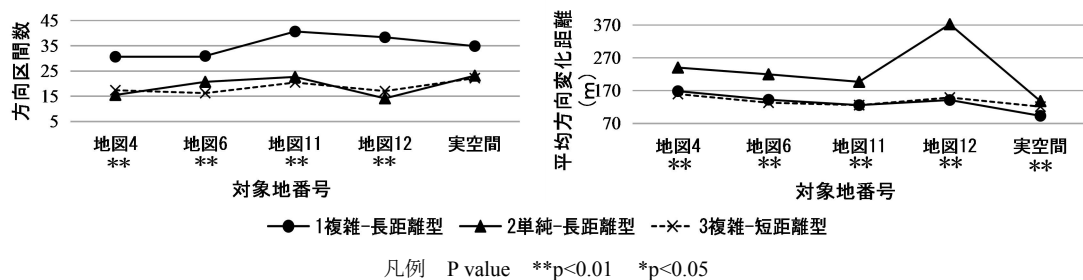 方向区間数
45
35
25
15
5
地図4 地図6 地図11 地図12 実空間
** ** ** **
対象地番号
平均方向変化距離
（m）
370
270
170
70
地図4 地図6 地図11 地図12 実空間
** ** ** ** **
対象地番号
1複雑-長距離型 2単純-長距離型 3複雑-短距離型
凡例 P value **p<0.01 *p<0.05